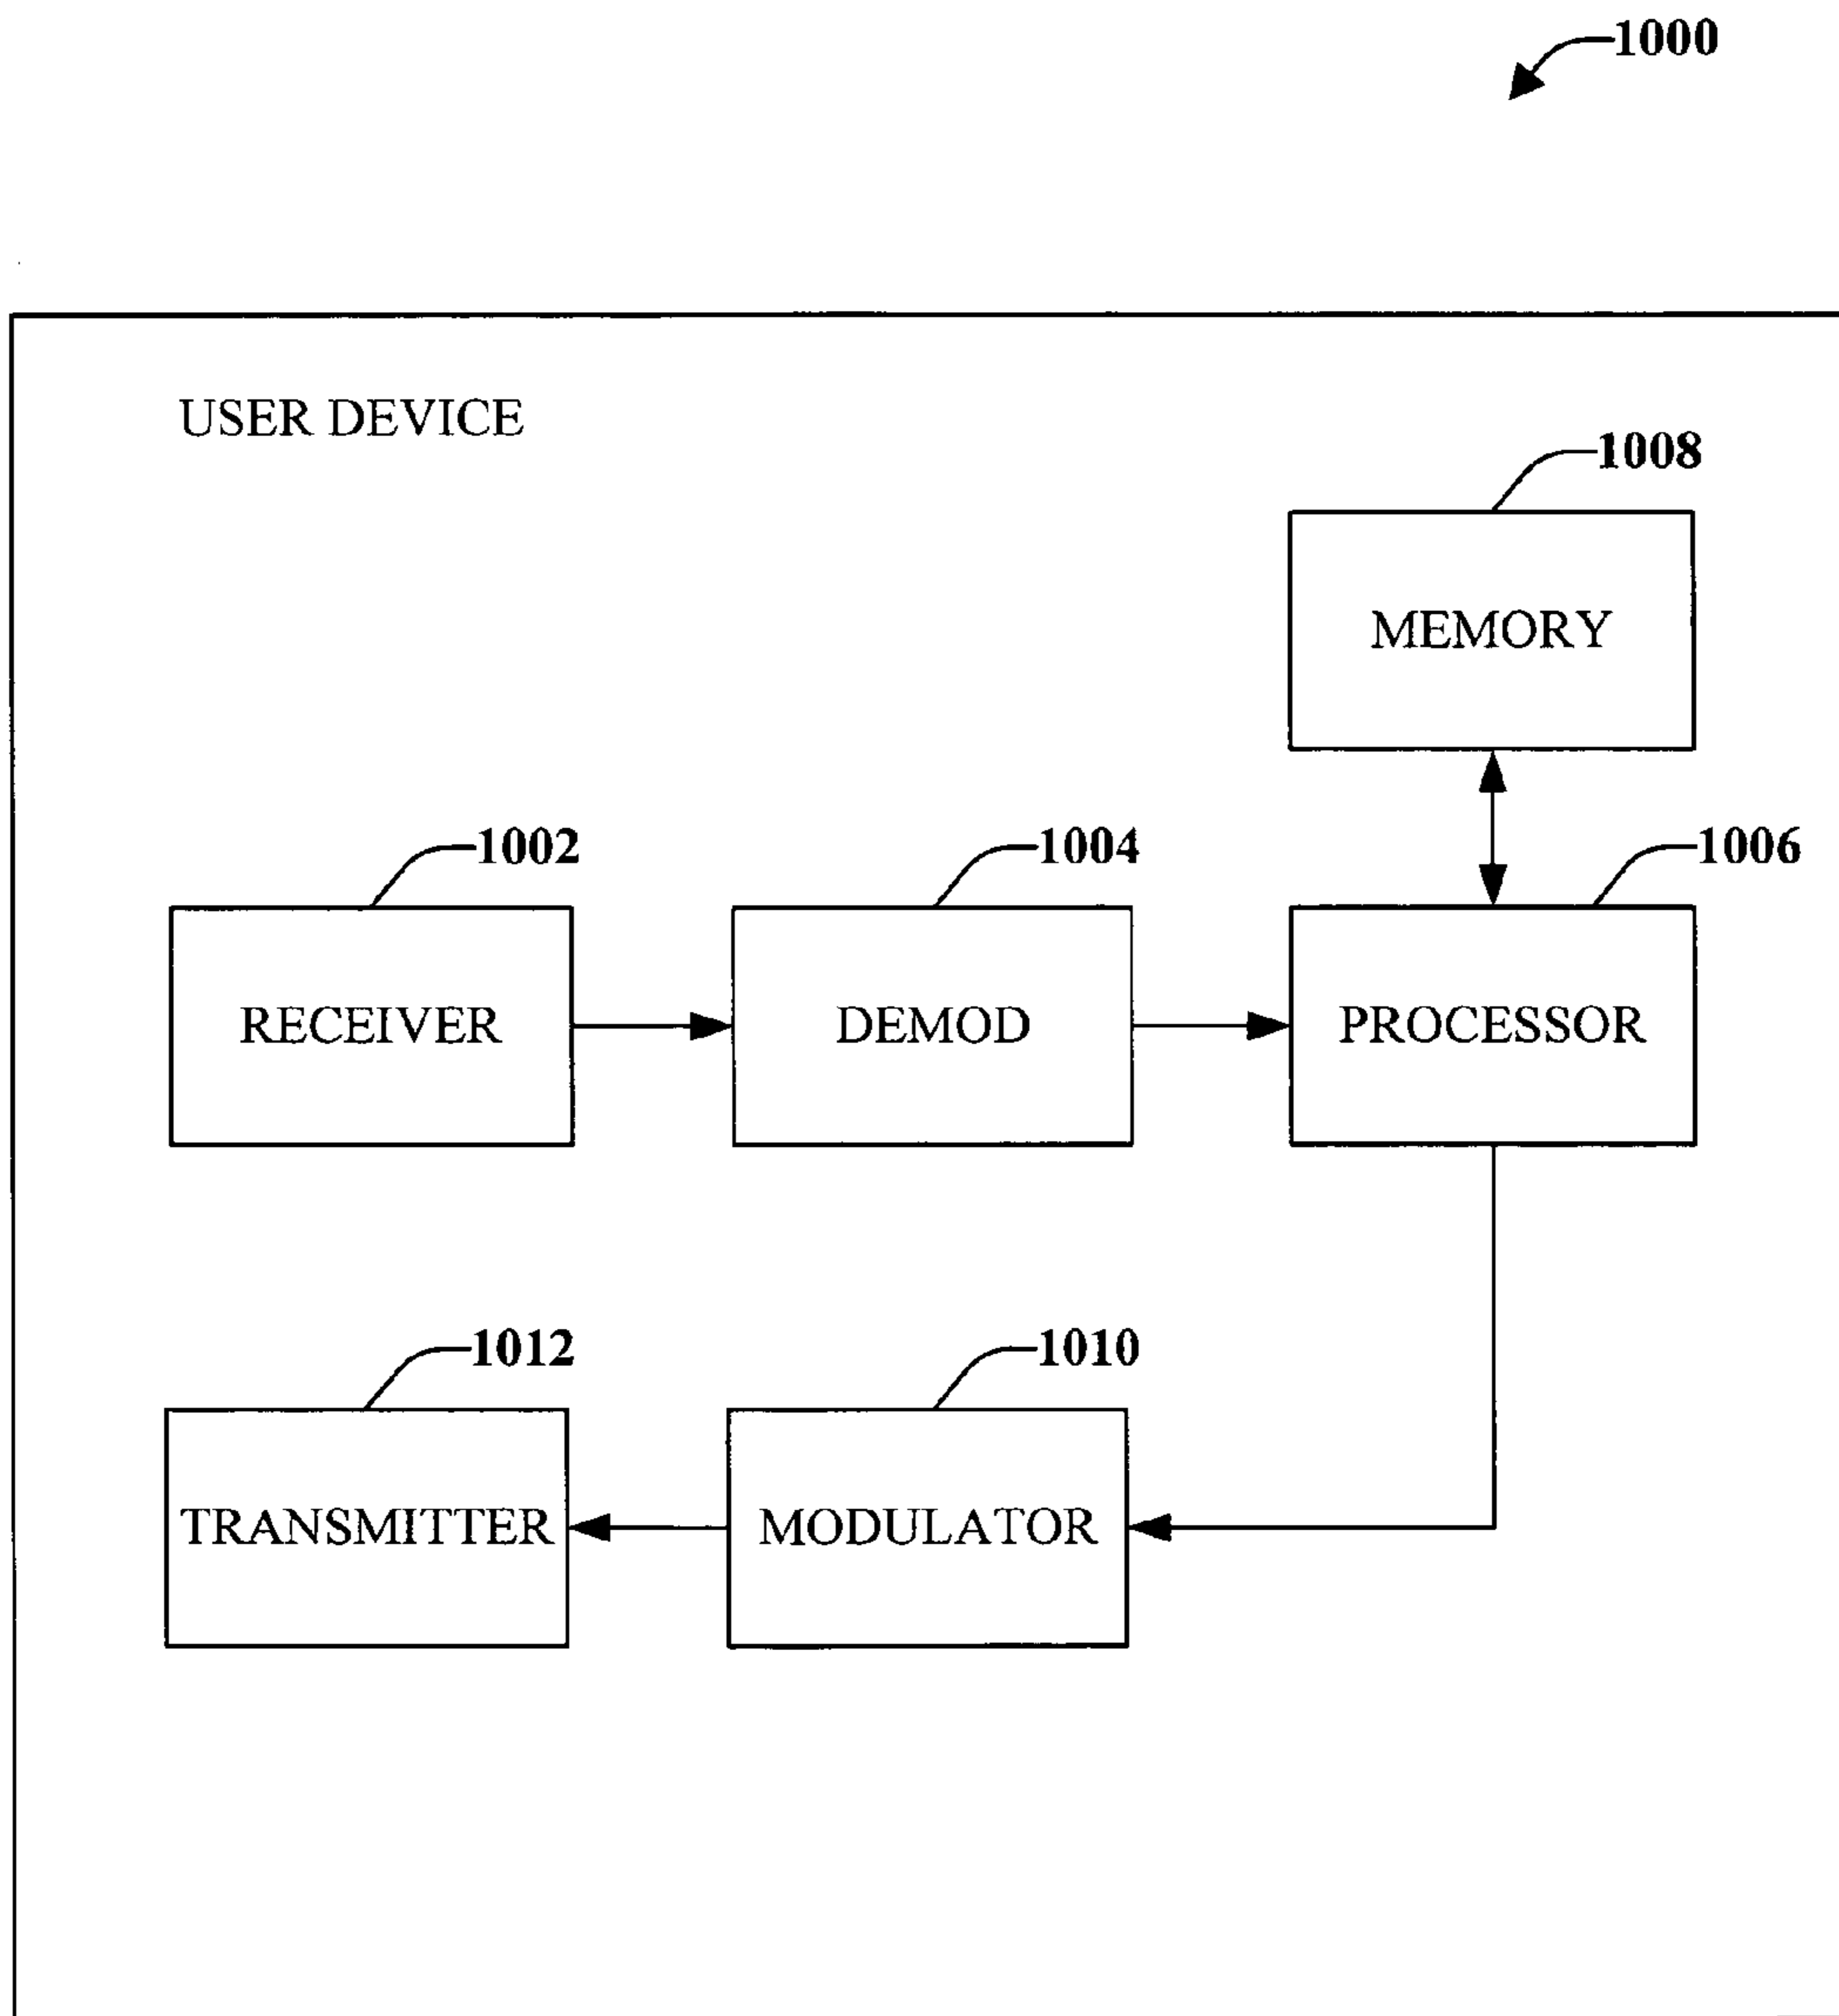 1000
USER DEVICE
1008
MEMORY
1002
1004
1006
RECEIVER
DEMOD
PROCESSOR
1012
1010
TRANSMITTER
MODULATOR